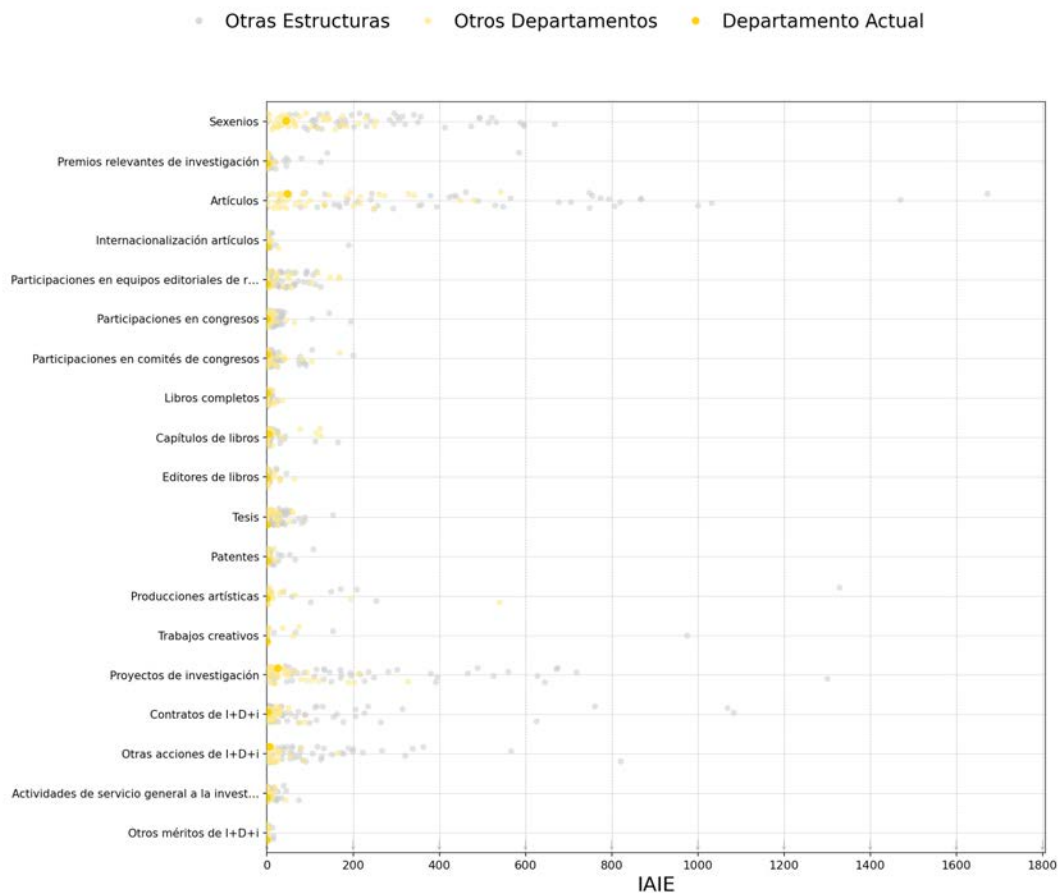 Otras Estructuras Otros Departamentos Departamento Actual
Sexenios
Premios relevantes de investigación
Artículos
Internacionalización artículos
Participaciones en equipos editoriales de r...
Participaciones en congresos
Participaciones en comités de congresos
Libros completos
Capítulos de libros
Editores de libros
Tesis
Patentes
Producciones artísticas
Trabajos creativos
Proyectos de investigación
Contratos de I+D+i
Otras acciones de I+D+i
Actividades de servicio general a la invest...
Otros méritos de I+D+i
0 200 400 600 800 1000 1200 1400 1600 1800
IAIE